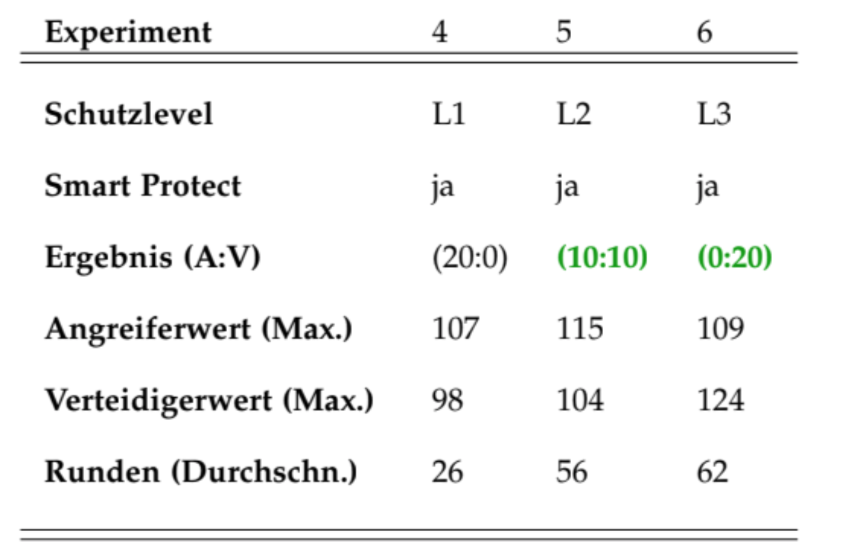 Experiment 4 5 6
Schutzlevel L1 L2 L3
Smart Protect ja ja ja
Ergebnis (A:V) (20:0) (10:10) (0:20)
Angreiferwert (Max.) 107 115 109
Verteidigerwert (Max.) 98 104 124
Runden (Durchschn.) 26 56 62